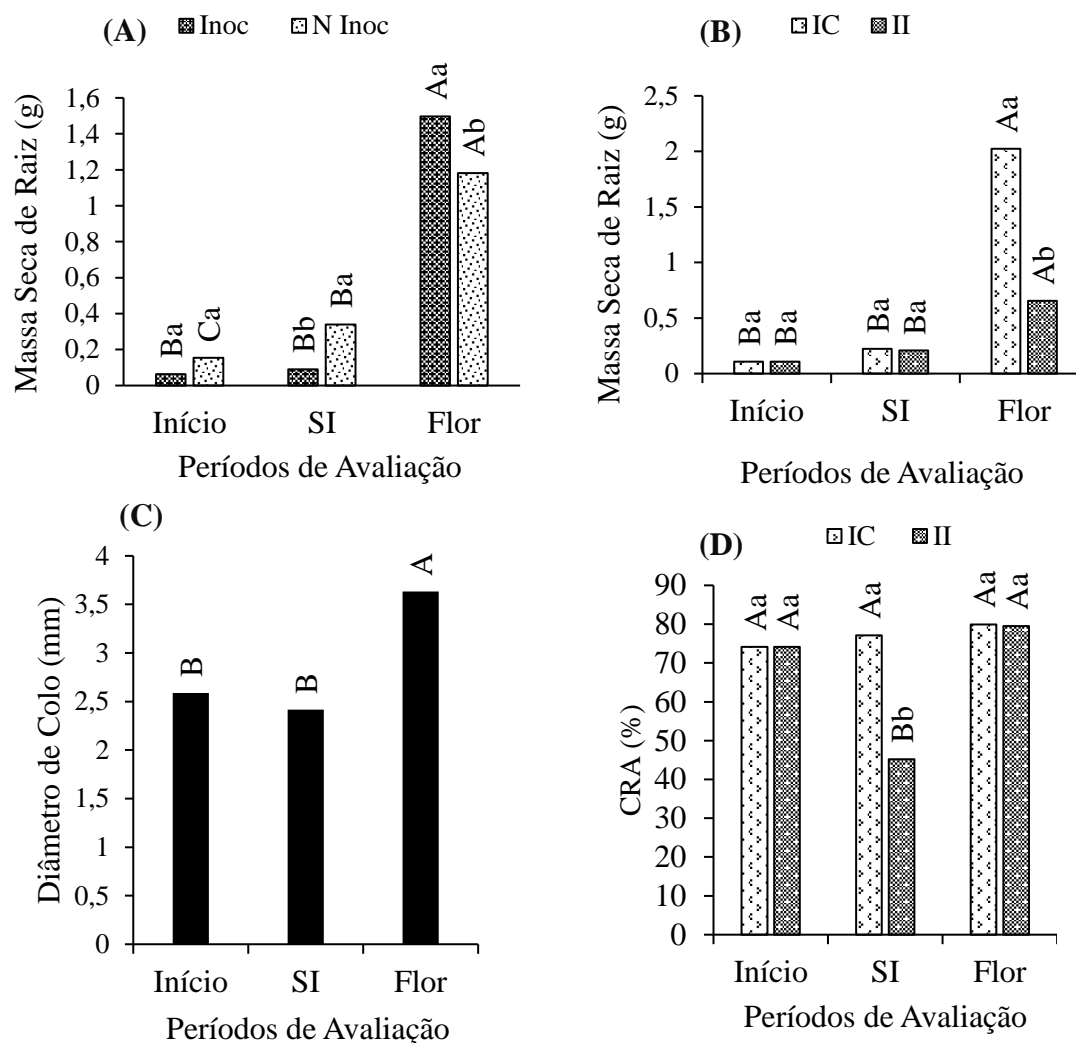 (A) Inoc N Inoc
Massa Seca de Raiz (g)
1,6
1,4
1,2
1
0,8
0,6
0,4
0,2
0
Ba Ca Bb Ba Aa Ab
Início SI Flor
Períodos de Avaliação
(B) IC II
Massa Seca de Raiz (g)
2,5
2
1,5
1
0,5
0
Ba Ba Ba Ba Aa Ab
Início SI Flor
Períodos de Avaliação
(C)
Diâmetro de Colo (mm)
4
3,5
3
2,5
2
1,5
1
0,5
0
B B A
Início SI Flor
Períodos de Avaliação
(D) IC II
CRA (%)
90
80
70
60
50
40
30
20
10
0
Aa Aa Aa Bb Aa Aa
Início SI Flor
Períodos de Avaliação